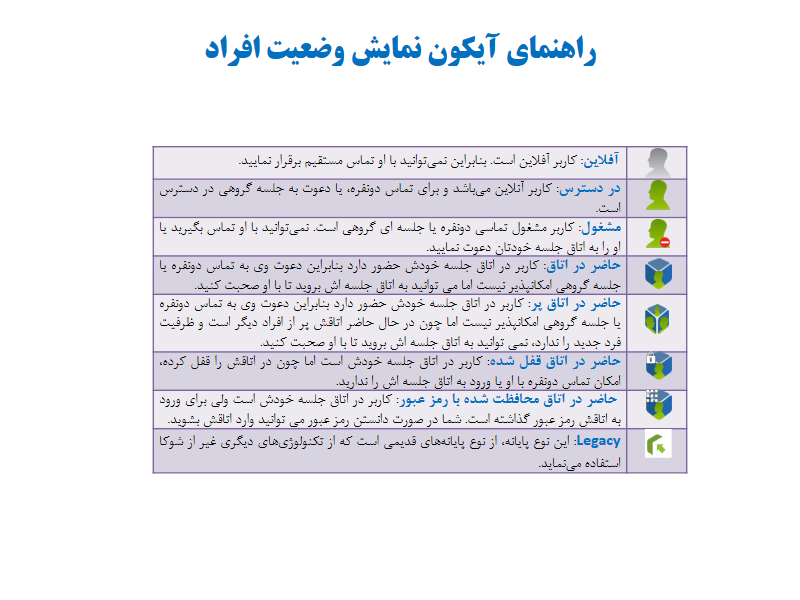 راهنمای آیکون نمایش وضعیت افراد
آفلاین: کاربر آفلاین است. بنابراین نمی‌توانید با او تماس مستقیم برقرار نمایید.
در دسترس: کاربر آنلاین می‌باشد و برای تماس دونفره، یا دعوت به جلسه گروهی در دسترس
است.
مشغول: کاربر مشغول تماسی دونفره یا جلسه ای گروهی است. نمی‌توانید با او تماس بگیرید یا
او را به اتاق جلسه خودتان دعوت نمایید.
حاضر در اتاق: کاربر در اتاق جلسه خودش حضور دارد بنابراین دعوت وی به تماس دونفره یا
جلسه گروهی امکانپذیر نیست اما می توانید به اتاق جلسه اش بروید تا با او صحبت کنید.
حاضر در اتاق پر: کاربر در اتاق جلسه خودش حضور دارد بنابراین دعوت وی به تماس دونفره
یا جلسه گروهی امکانپذیر نیست اما چون در حال حاضر اتاقش پر از افراد دیگر است و ظرفیت
فرد جدید را ندارد، نمی توانید به اتاق جلسه اش بروید تا با او صحبت کنید.
حاضر در اتاق قفل شده: کاربر در اتاق جلسه خودش است اما چون در اتاقش را قفل کرده،
امکان تماس دونفره با او یا ورود به اتاق جلسه اش را ندارید.
حاضر در اتاق محافظت شده با رمز عبور: کاربر در اتاق جلسه خودش است ولی برای ورود
به اتاقش رمز عبور گذاشته است. شما در صورت دانستن رمز عبور می توانید وارد اتاقش بشوید.
Legacy: این نوع پایانه، از نوع پایانه‌های قدیمی است که از تکنولوژی‌های دیگری غیر از شوکا
استفاده می‌نماید.